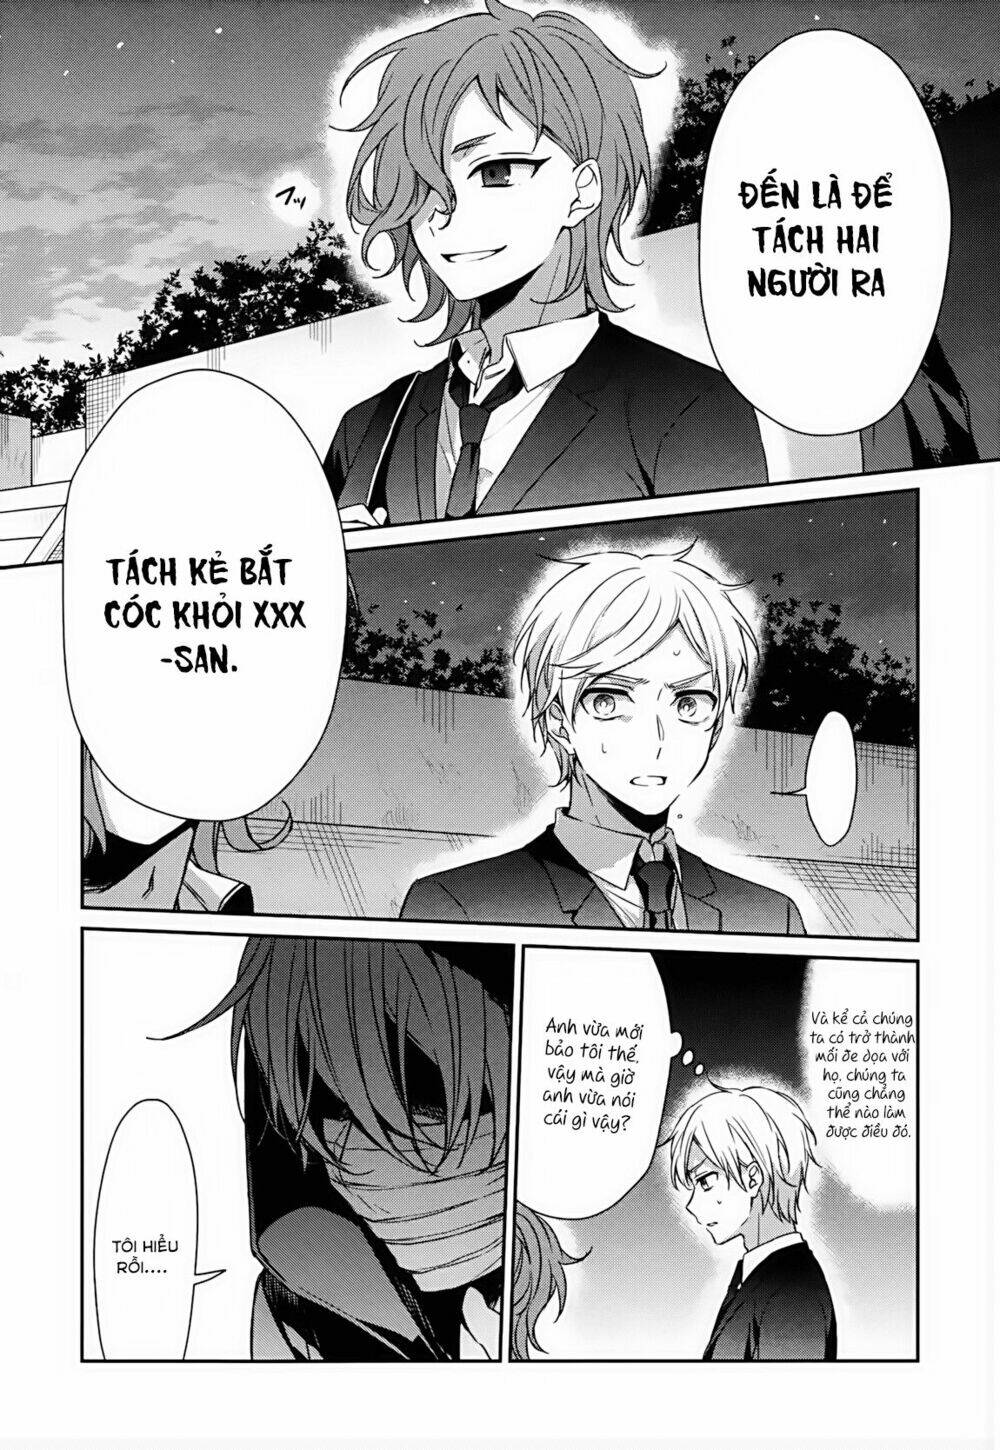 ĐẾN LÀ ĐỂ
TÁCH HAI
NGƯỜI RA
フッ
TÁCH KẺ BẮT
CÓC KHỎI XXX
-SAN.
Và kể cả chúng
ta có trở thành
mối đe dọa với
họ, chúng ta
cũng chẳng
thể nào làm
được điều đó.
Anh vừa mới
bảo tôi thế,
vậy mà giờ
anh vừa nói
cái gì vậy?
TÔI HIỂU
RỒI....